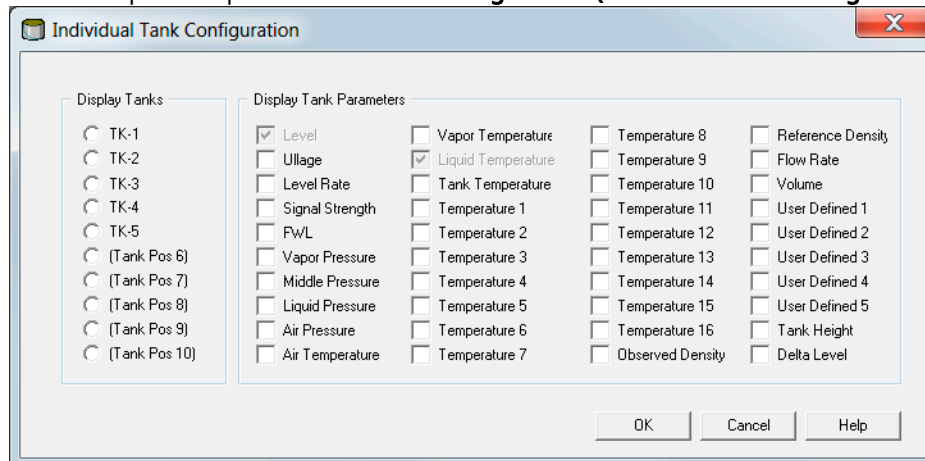 Individual Tank Configuration
Display Tanks
TK-1
TK-2
TK-3
TK-4
TK-5
(Tank Pos 6)
(Tank Pos 7)
(Tank Pos 8)
(Tank Pos 9)
(Tank Pos 10)
Display Tank Parameters
Level
Ullage
Level Rate
Signal Strength
FWL
Vapor Pressure
Middle Pressure
Liquid Pressure
Air Pressure
Air Temperature
Vapor Temperature
Liquid Temperature
Tank Temperature
Temperature 1
Temperature 2
Temperature 3
Temperature 4
Temperature 5
Temperature 6
Temperature 7
Temperature 8
Temperature 9
Temperature 10
Temperature 11
Temperature 12
Temperature 13
Temperature 14
Temperature 15
Temperature 16
Observed Density
Reference Density
Flow Rate
Volume
User Defined 1
User Defined 2
User Defined 3
User Defined 4
User Defined 5
Tank Height
Delta Level
OK
Cancel
Help